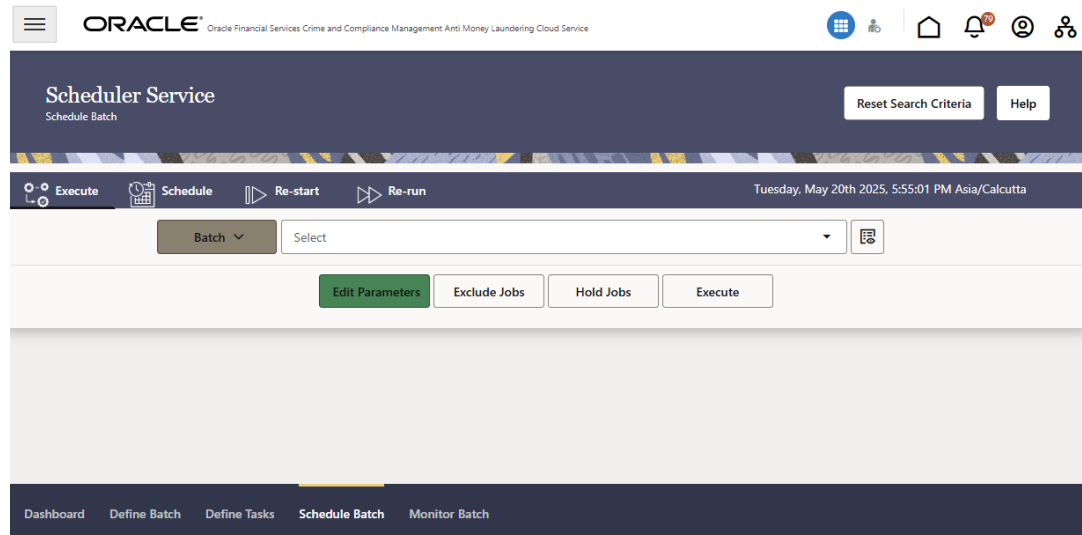 ORACLE® Oracle Financial Services Crime and Compliance Management Anti Money Laundering Cloud Service
79
Scheduler Service
Schedule Batch
Reset Search Criteria
Help
Execute
Schedule
Re-start
Re-run
Tuesday, May 20th 2025, 5:55:01 PM Asia/Calcutta
Batch
Select
Edit Parameters
Exclude Jobs
Hold Jobs
Execute
Dashboard
Define Batch
Define Tasks
Schedule Batch
Monitor Batch